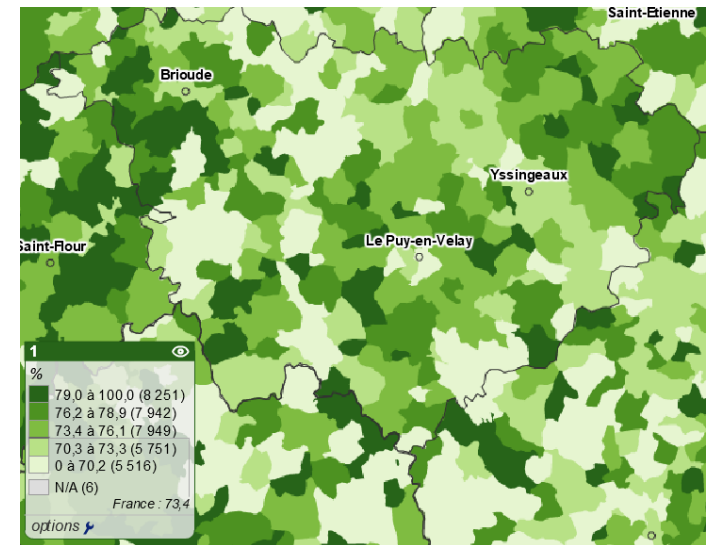 Saint-Etienne
Brioude
Yssingeaux
Le Puy-en-Velay
Saint-Flour
1
%
79,0 à 100,0 (8 251)
76,2 à 78,9 (7 942)
73,4 à 76,1 (7 949)
70,3 à 73,3 (5 751)
0 à 70,2 (5 516)
N/A (6)
France : 73,4
options